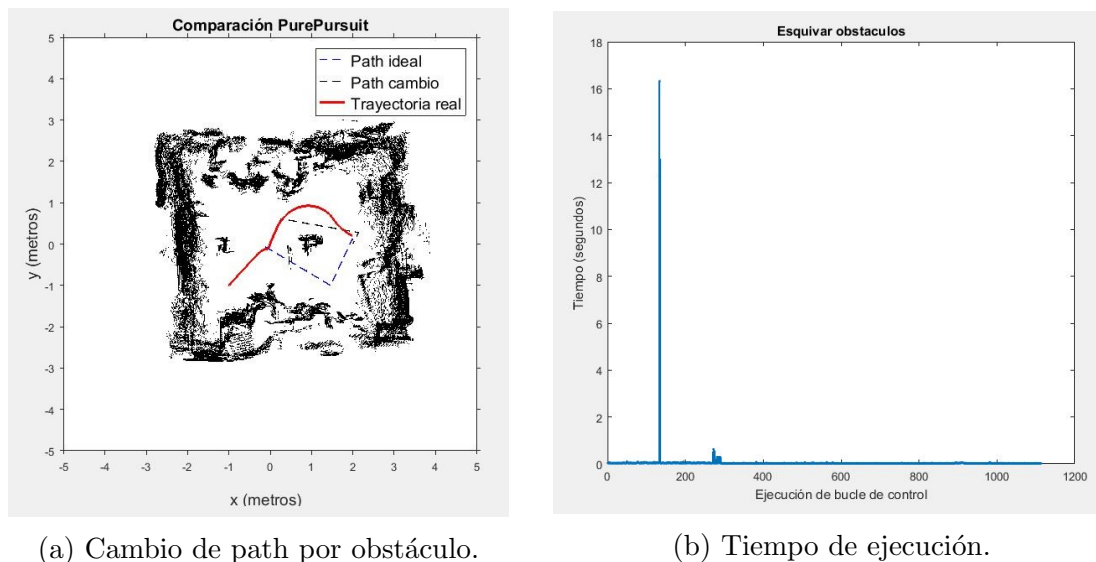 Comparación PurePursuit
Path ideal
Path cambio
Trayectoria real
5
4
3
2
1
0
-1
-2
-3
-4
-5
y (metros)
-5 -4 -3 -2 -1 0 1 2 3 4 5
x (metros)
(a) Cambio de path por obstáculo.
Esquivar obstaculos
18
16
14
12
10
8
6
4
2
0
Tiempo (segundos)
0 200 400 600 800 1000 1200
Ejecución de bucle de control
(b) Tiempo de ejecución.